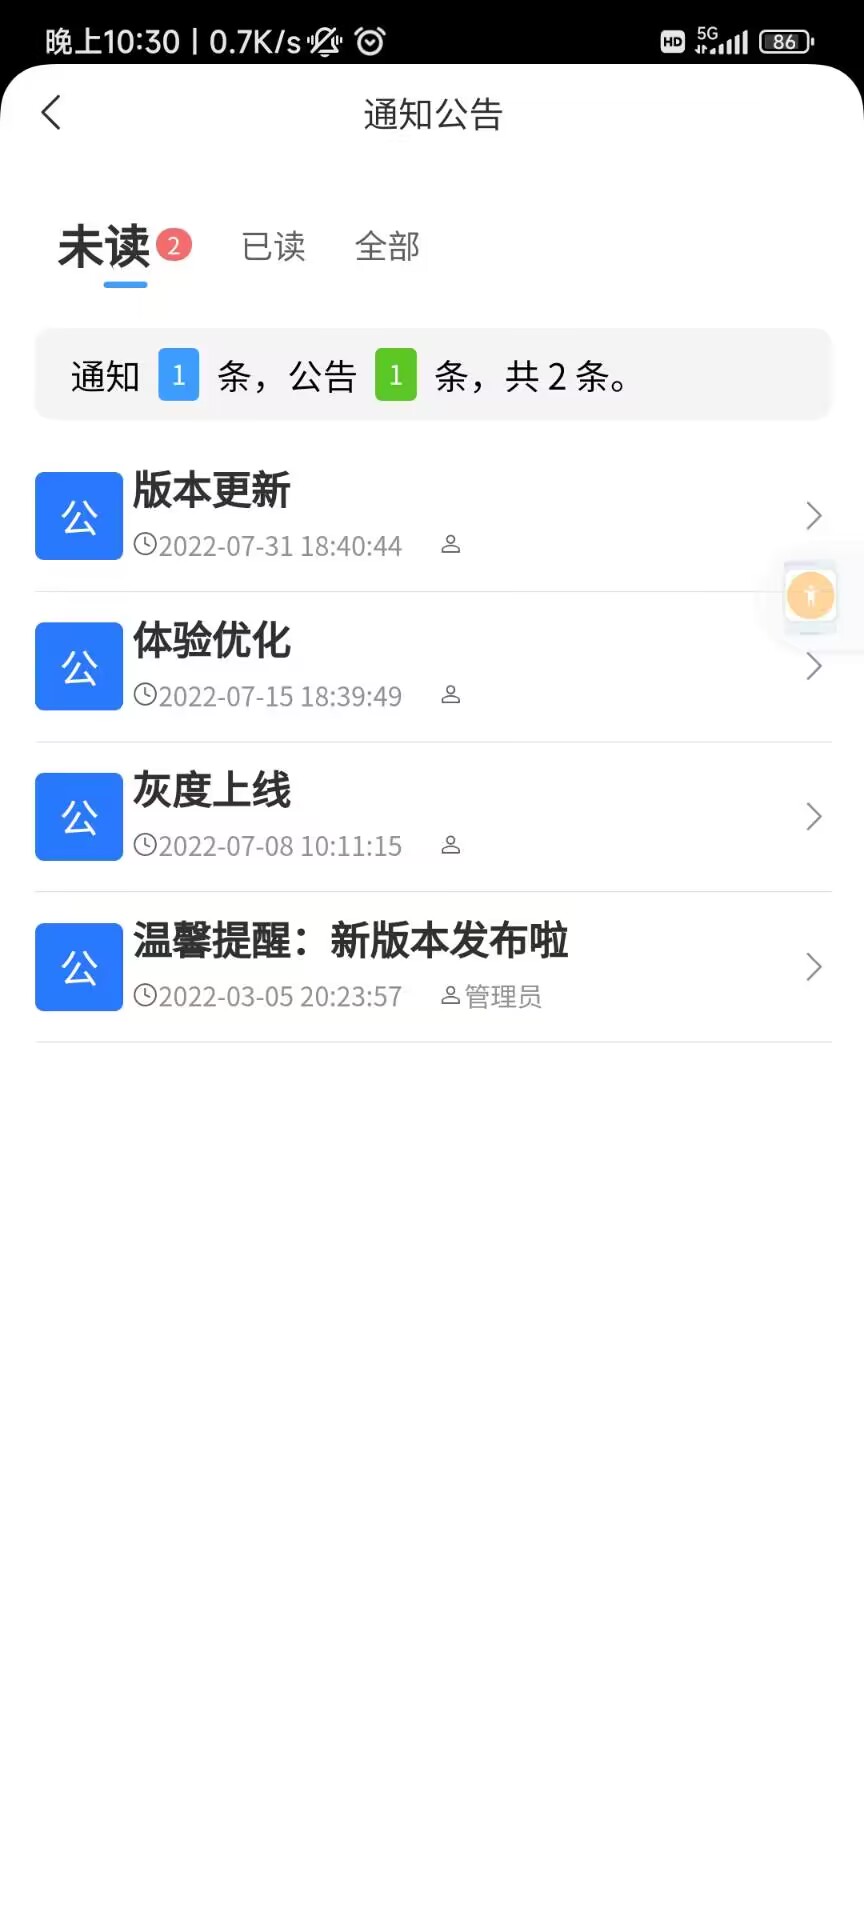 晚上10:30 | 0.7K/s HD 5G 86
通知公告
未读 2 已读 全部
通知 1 条，公告 1 条，共 2 条。
公 版本更新
2022-07-31 18:40:44
公 体验优化
2022-07-15 18:39:49
公 灰度上线
2022-07-08 10:11:15
公 温馨提醒：新版本发布啦
2022-03-05 20:23:57 管理员